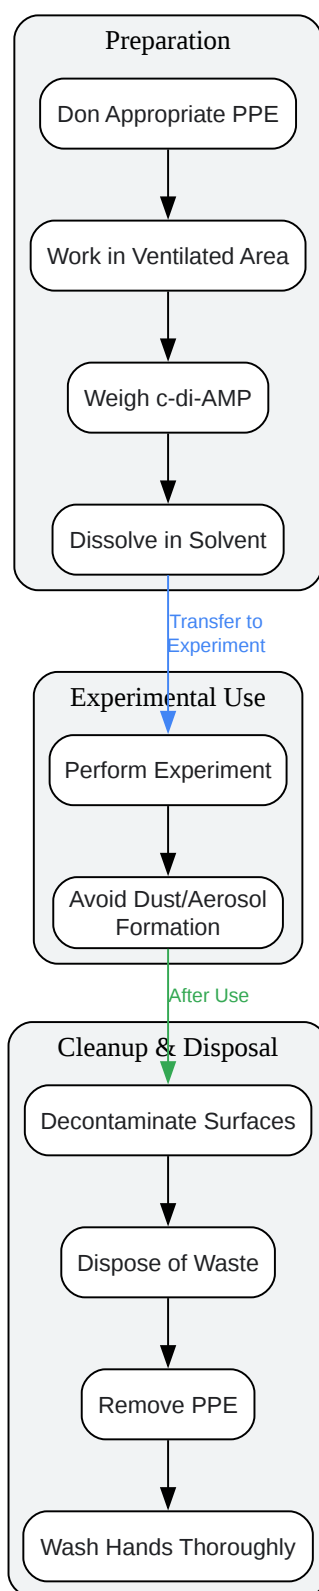 Preparation
Don Appropriate PPE
Work in Ventilated Area
Weigh c-di-AMP
Dissolve in Solvent
Transfer to
Experiment
Experimental Use
Perform Experiment
Avoid Dust/Aerosol
Formation
After Use
Cleanup & Disposal
Decontaminate Surfaces
Dispose of Waste
Remove PPE
Wash Hands Thoroughly